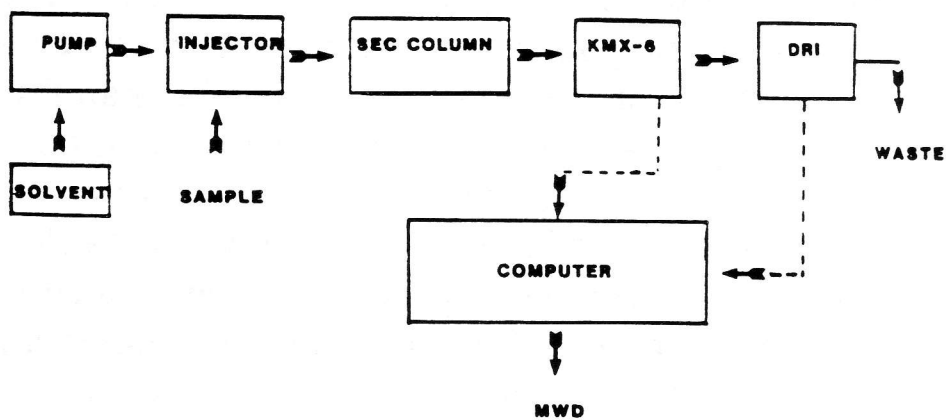 PUMP
INJECTOR
SEC COLUMN
KMX-6
DRI
WASTE
SOLVENT
SAMPLE
COMPUTER
MWD